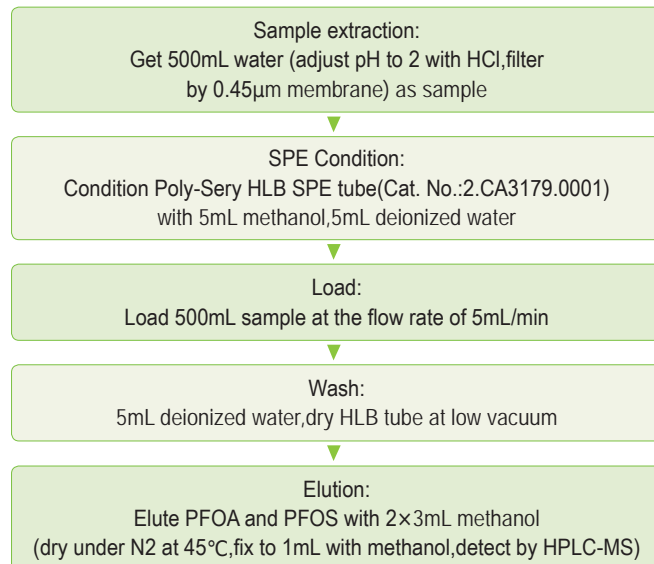 Sample extraction:
Get 500mL water (adjust pH to 2 with HCl,filter
by 0.45μm membrane) as sample
SPE Condition:
Condition Poly-Sery HLB SPE tube(Cat. No.:2.CA3179.0001)
with 5mL methanol,5mL deionized water
Load:
Load 500mL sample at the flow rate of 5mL/min
Wash:
5mL deionized water,dry HLB tube at low vacuum
Elution:
Elute PFOA and PFOS with 2×3mL methanol
(dry under N2 at 45℃,fix to 1mL with methanol,detect by HPLC-MS)